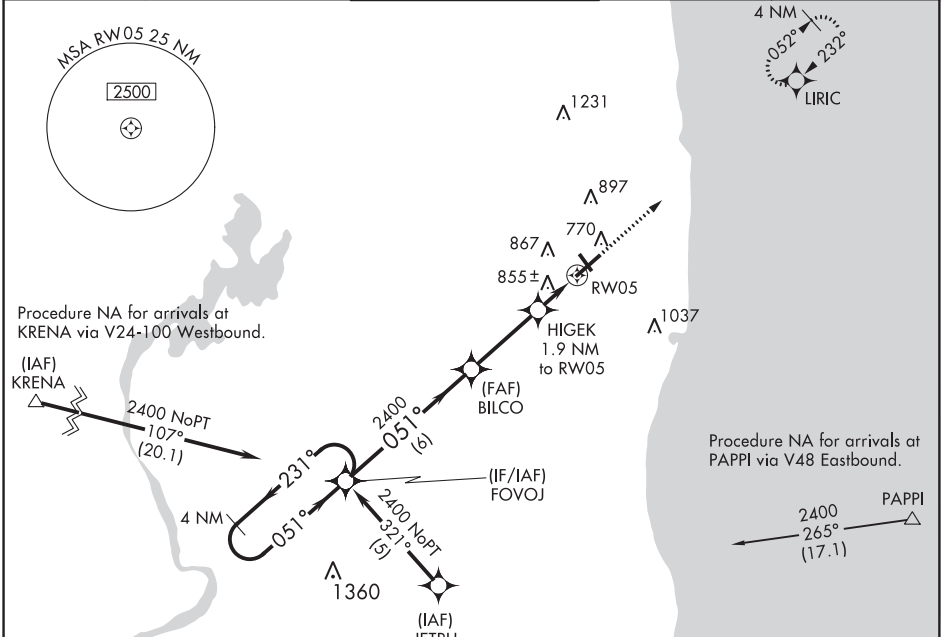 MSA RW05 25 NM
2500
4 NM
052°
232°
LIRIC
1231
897
770
867
855±
RW05
1037
HIGEK
1.9 NM
to RW05
Procedure NA for arrivals at
KRENA via V24-100 Westbound.
(IAF)
KRENA
2400 NoPT
107°
(20.1)
(FAF)
BILCO
2400
051°
(6)
231°
051°
4 NM
(IF/IAF)
FOVOJ
2400 NoPT
321°
(5)
1360
(IAF)
Procedure NA for arrivals at
PAPPI via V48 Eastbound.
PAPPI
2400
265°
(17.1)